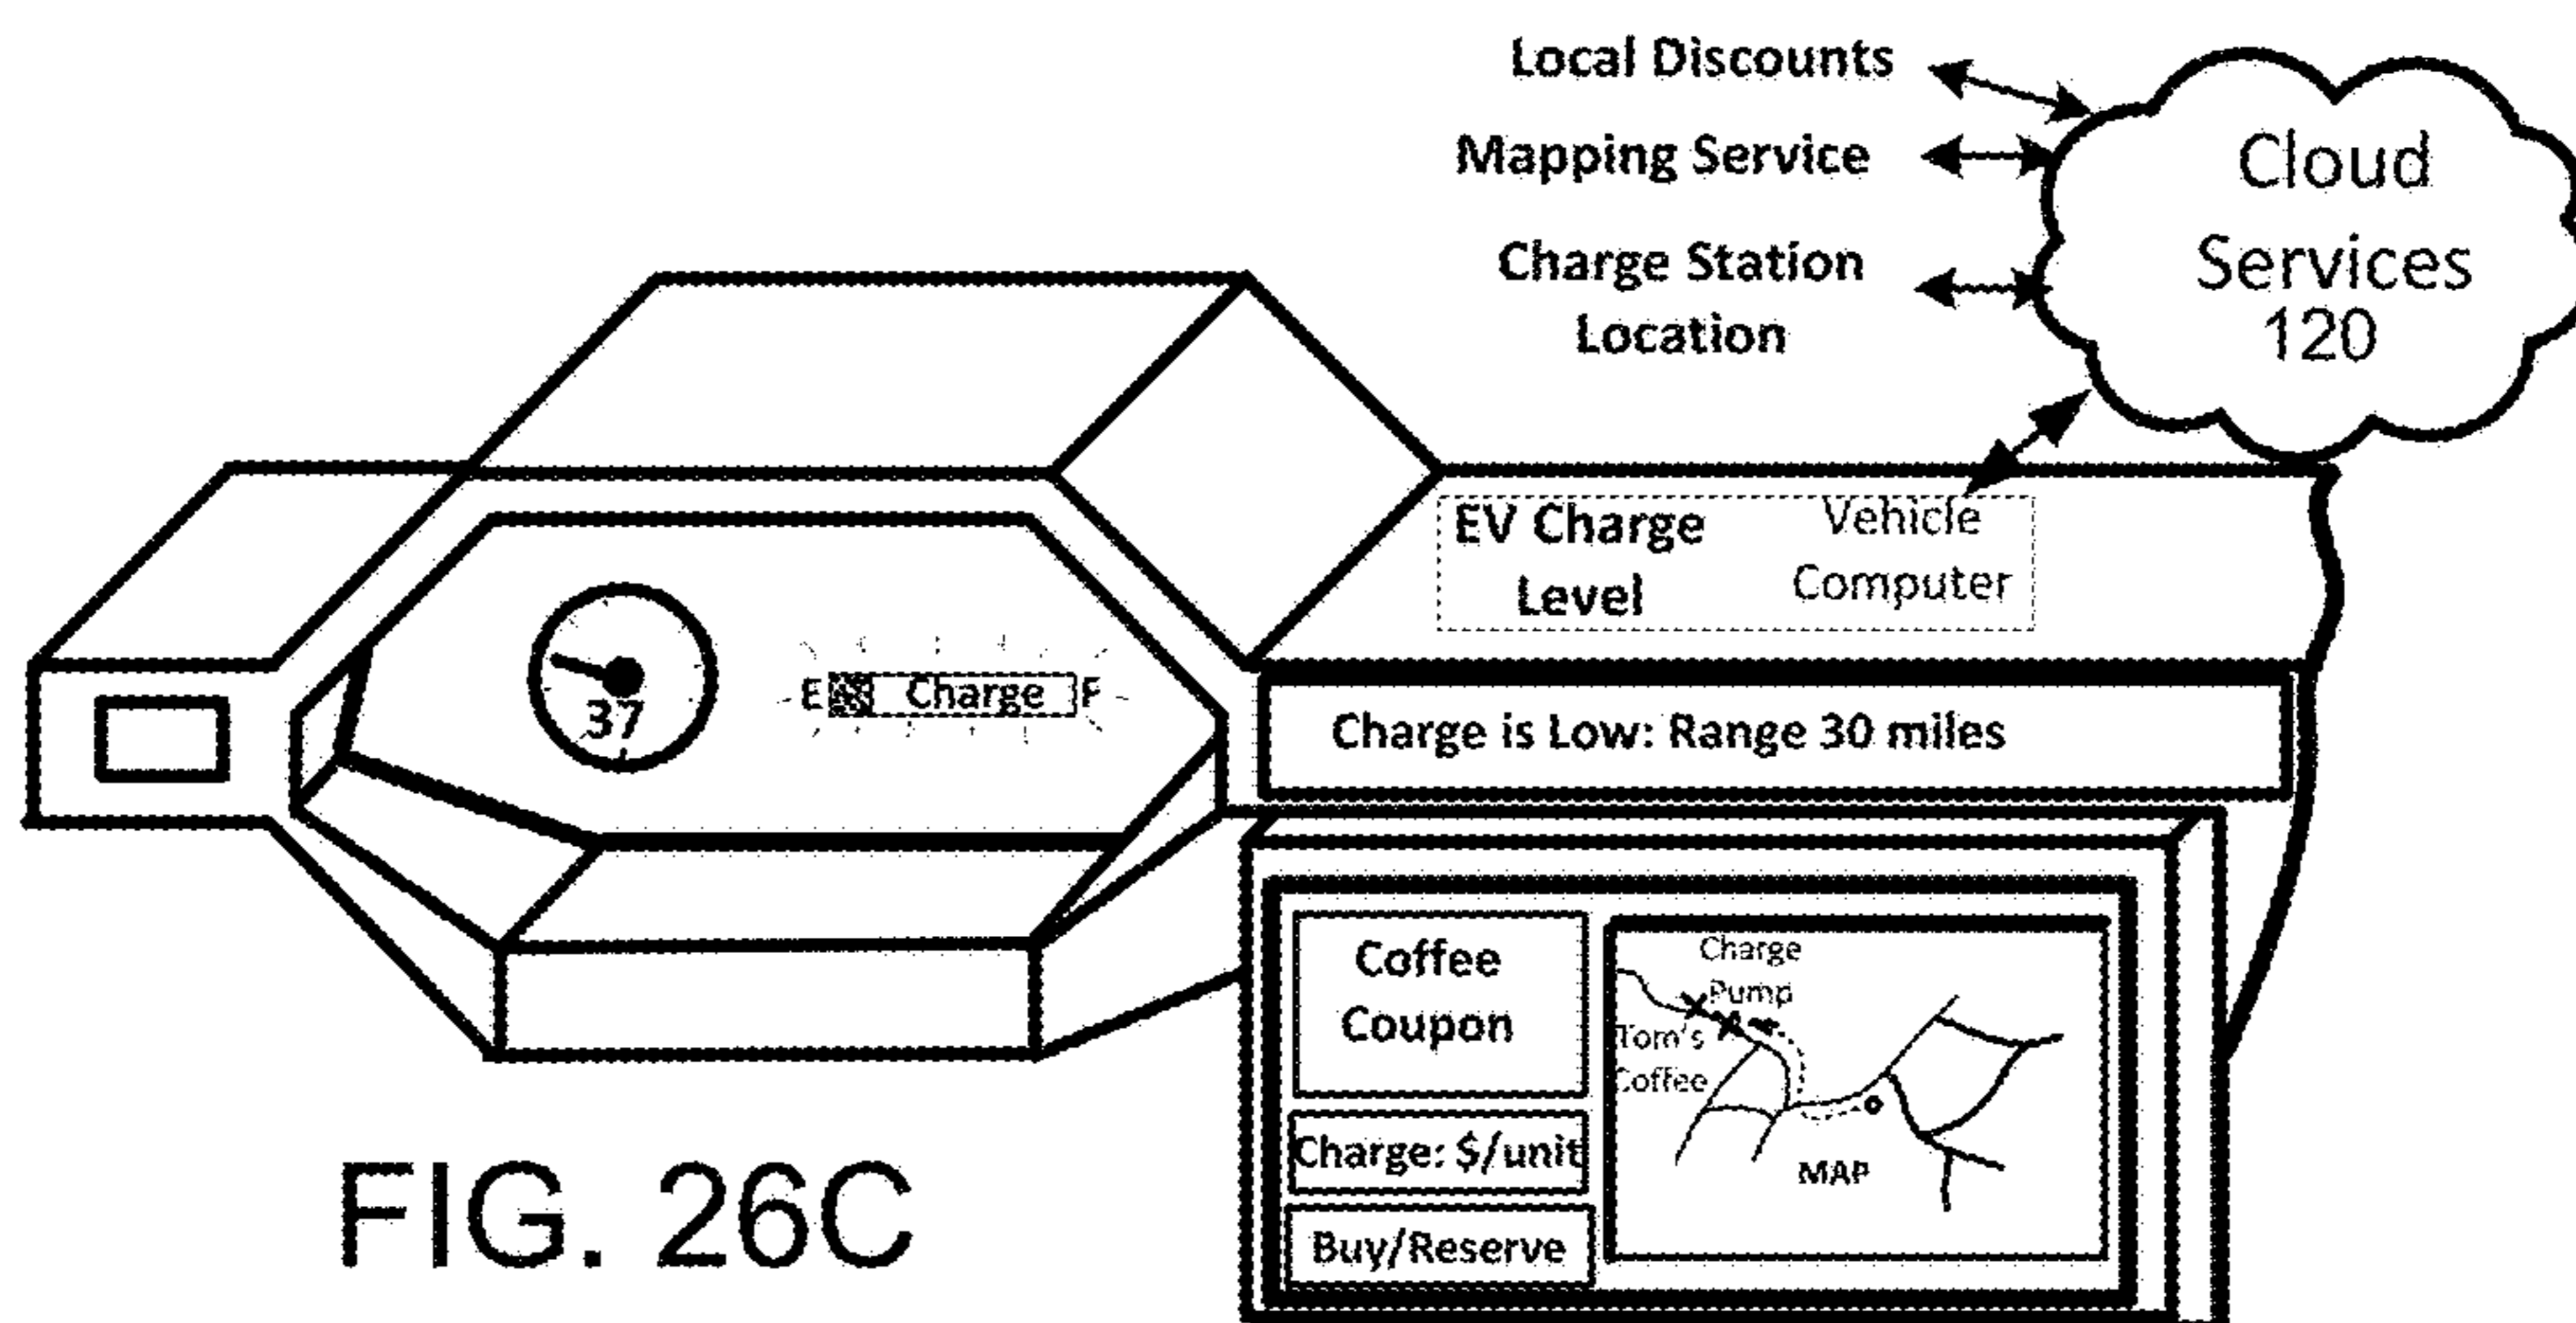 Local Discounts
Mapping Service
Charge Station
Location
Cloud
Services
120
EV Charge
Level
Vehicle
Computer
37
E Charge F
Charge is Low: Range 30 miles
Coffee
Coupon
Charge: $/unit
Buy/Reserve
Charge
Pump
Tom's
Coffee
MAP
FIG. 26C